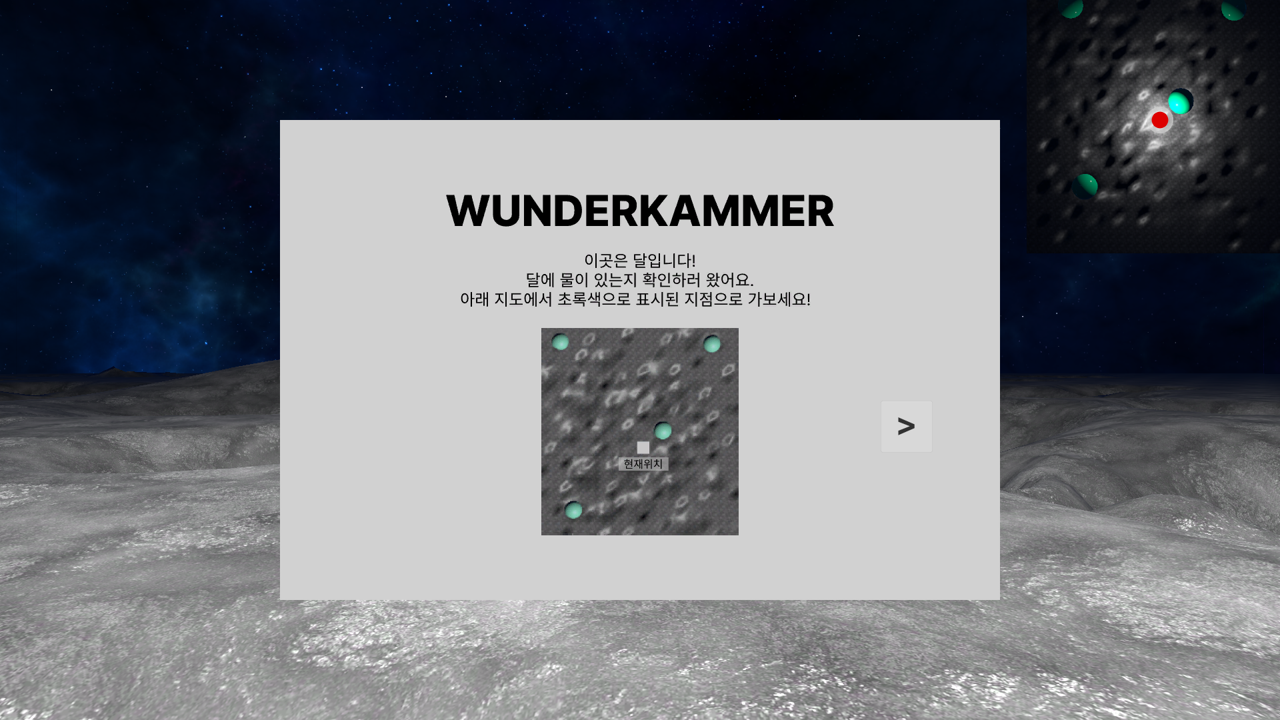 WUNDERKAMMER
이곳은 달입니다!
달에 물이 있는지 확인하러 왔어요.
아래 지도에서 초록색으로 표시된 지점으로 가보세요!
현재위치
>